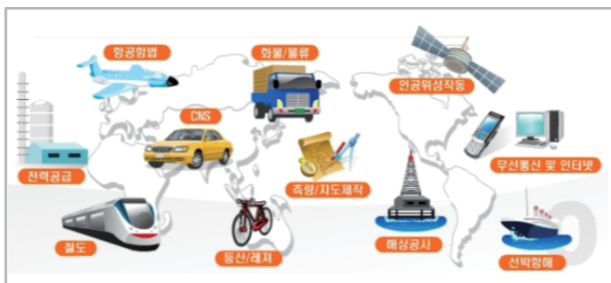 항공항법
화물/물류
인공위성작동
CNS
전력공급
측량/지도제작
무선통신 및 인터넷
철도
등산/레져
해상공사
선박항해